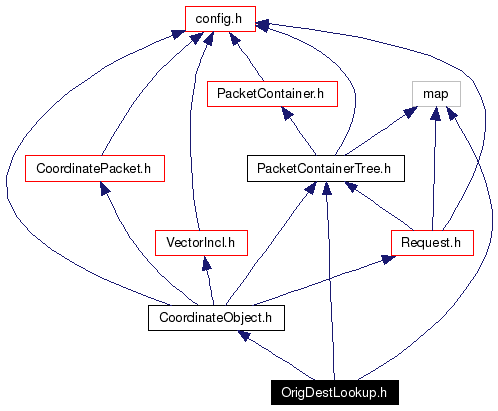 config.h
PacketContainer.h
map
CoordinatePacket.h
PacketContainerTree.h
VectorIncl.h
Request.h
CoordinateObject.h
OrigDestLookup.h